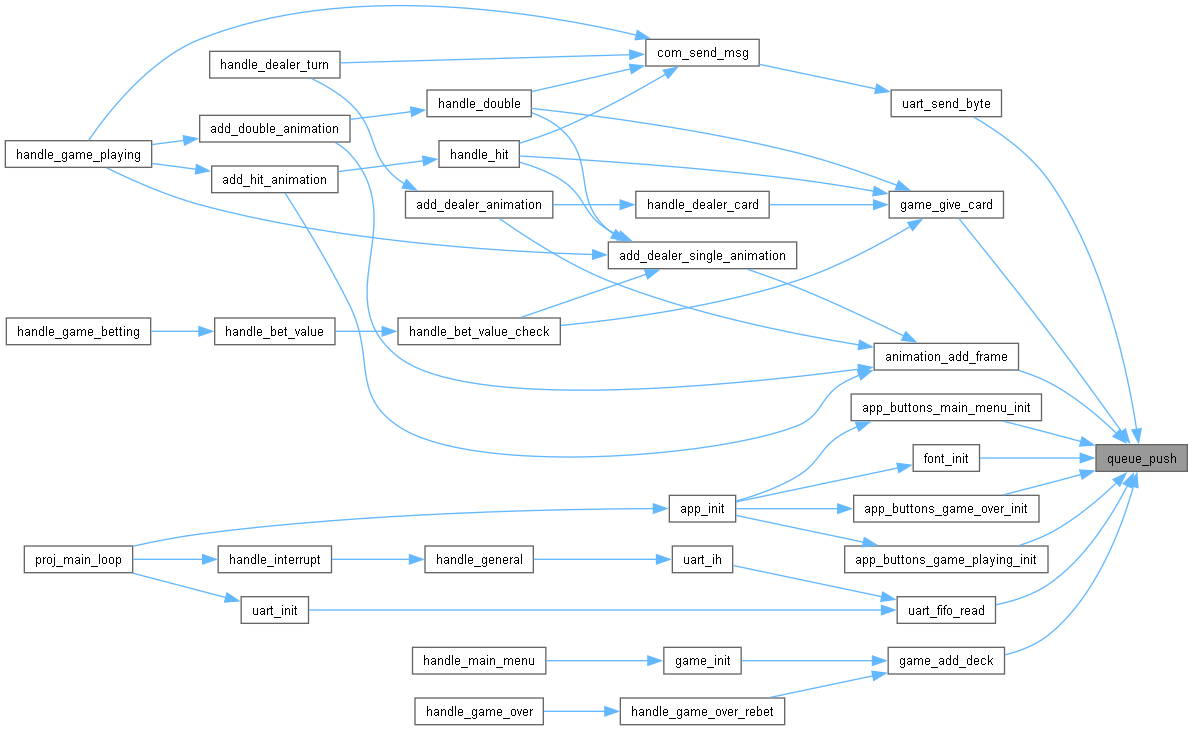 com_send_msg
handle_dealer_turn
handle_double
uart_send_byte
add_double_animation
handle_game_playing
handle_hit
add_hit_animation
add_dealer_animation
handle_dealer_card
game_give_card
add_dealer_single_animation
handle_game_betting
handle_bet_value
handle_bet_value_check
animation_add_frame
app_buttons_main_menu_init
font_init
queue_push
app_init
app_buttons_game_over_init
proj_main_loop
handle_interrupt
handle_general
uart_ih
app_buttons_game_playing_init
uart_init
uart_fifo_read
handle_main_menu
game_init
game_add_deck
handle_game_over
handle_game_over_rebet